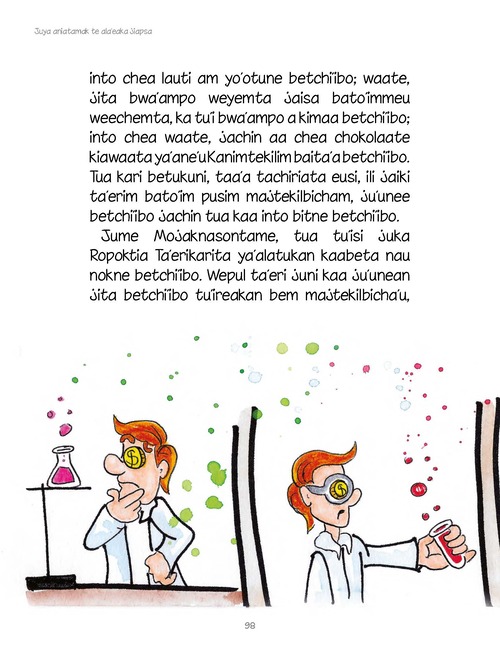 Juya aníatamak te ala'eaka Siapsa
into chea lauti am yo'otune betchi'ibo; waate,
jita bwa'ampo weyemta jaisa bato'immeu
weechemta, ka tu'i bwa'ampo a kimaa betchi'ibo;
into chea waate, jachin aa chea chokolaate
kiawaata ya'ane'u Kanimtekilim baita'a betchi'ibo.
Tua kari betukuni, taa'a tachiriata eusi, ili jaiki
ta'erim bato'im pusim majtekilbicham, ju'unee
betchi'ibo jachin tua kaa into bitne betchi'ibo.
Jume Mojaknasontame, tua tu'isi juka
Ropoktia Ta'erikarita ya'alatukan kaabeta nau
nokne betchi'ibo. Wepul ta'eri juni kaa ju'unean
jita betchi'ibo tu'ireakan bem majtekilbicha'u,
98